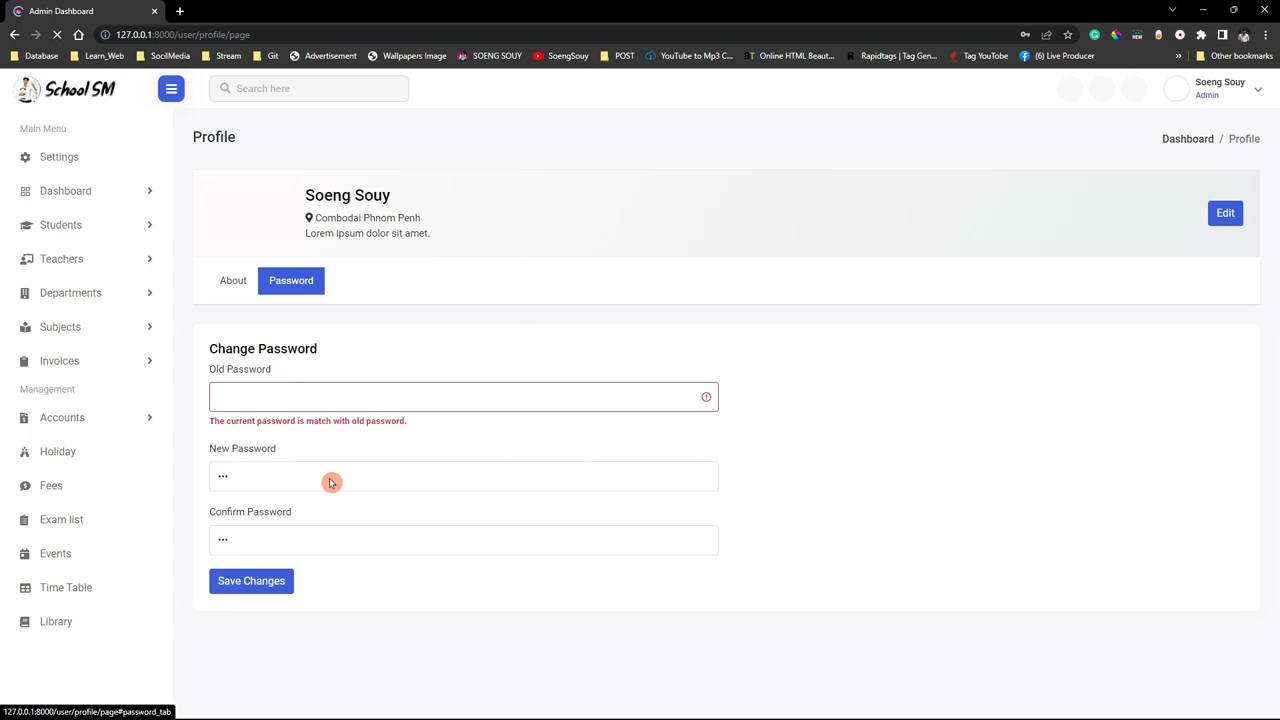 Admin Dashboard
127.0.0.1:8000/user/profile/page
Database
Learn_Web
SocilMedia
Stream
Git
Advertisement
Wallpapers Image
SOENG SOUY
SoengSouy
POST
YouTube to Mp3 C...
Online HTML Beaut...
Rapidtags | Tag Gen...
Tag YouTube
(6) Live Producer
»
Other bookmarks
School SM
Search here
Soeng Souy
Admin
Main Menu
Settings
Dashboard
Students
Teachers
Departments
Subjects
Invoices
Management
Accounts
Holiday
Fees
Exam list
Events
Time Table
Library
Profile
Dashboard / Profile
Soeng Souy
Combodai Phnom Penh
Lorem ipsum dolor sit amet.
Edit
About
Password
Change Password
Old Password
The current password is match with old password.
New Password
•••
Confirm Password
•••
Save Changes
127.0.0.1:8000/user/profile/page#password_tab